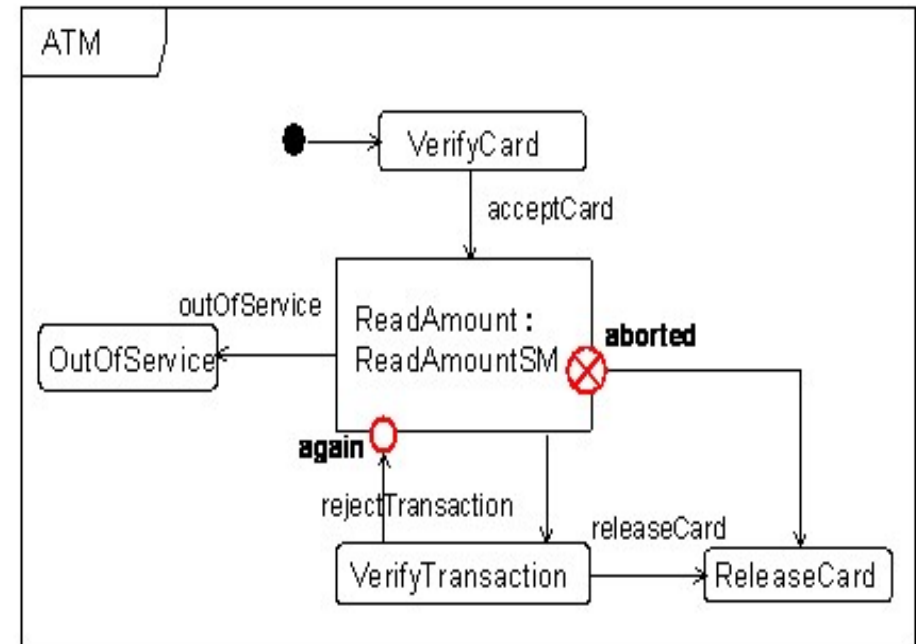 ATM
VerifyCard
acceptCard
outOfService
ReadAmount :
ReadAmountSM
aborted
OutOfService
again
rejectTransaction
releaseCard
VerifyTransaction
ReleaseCard